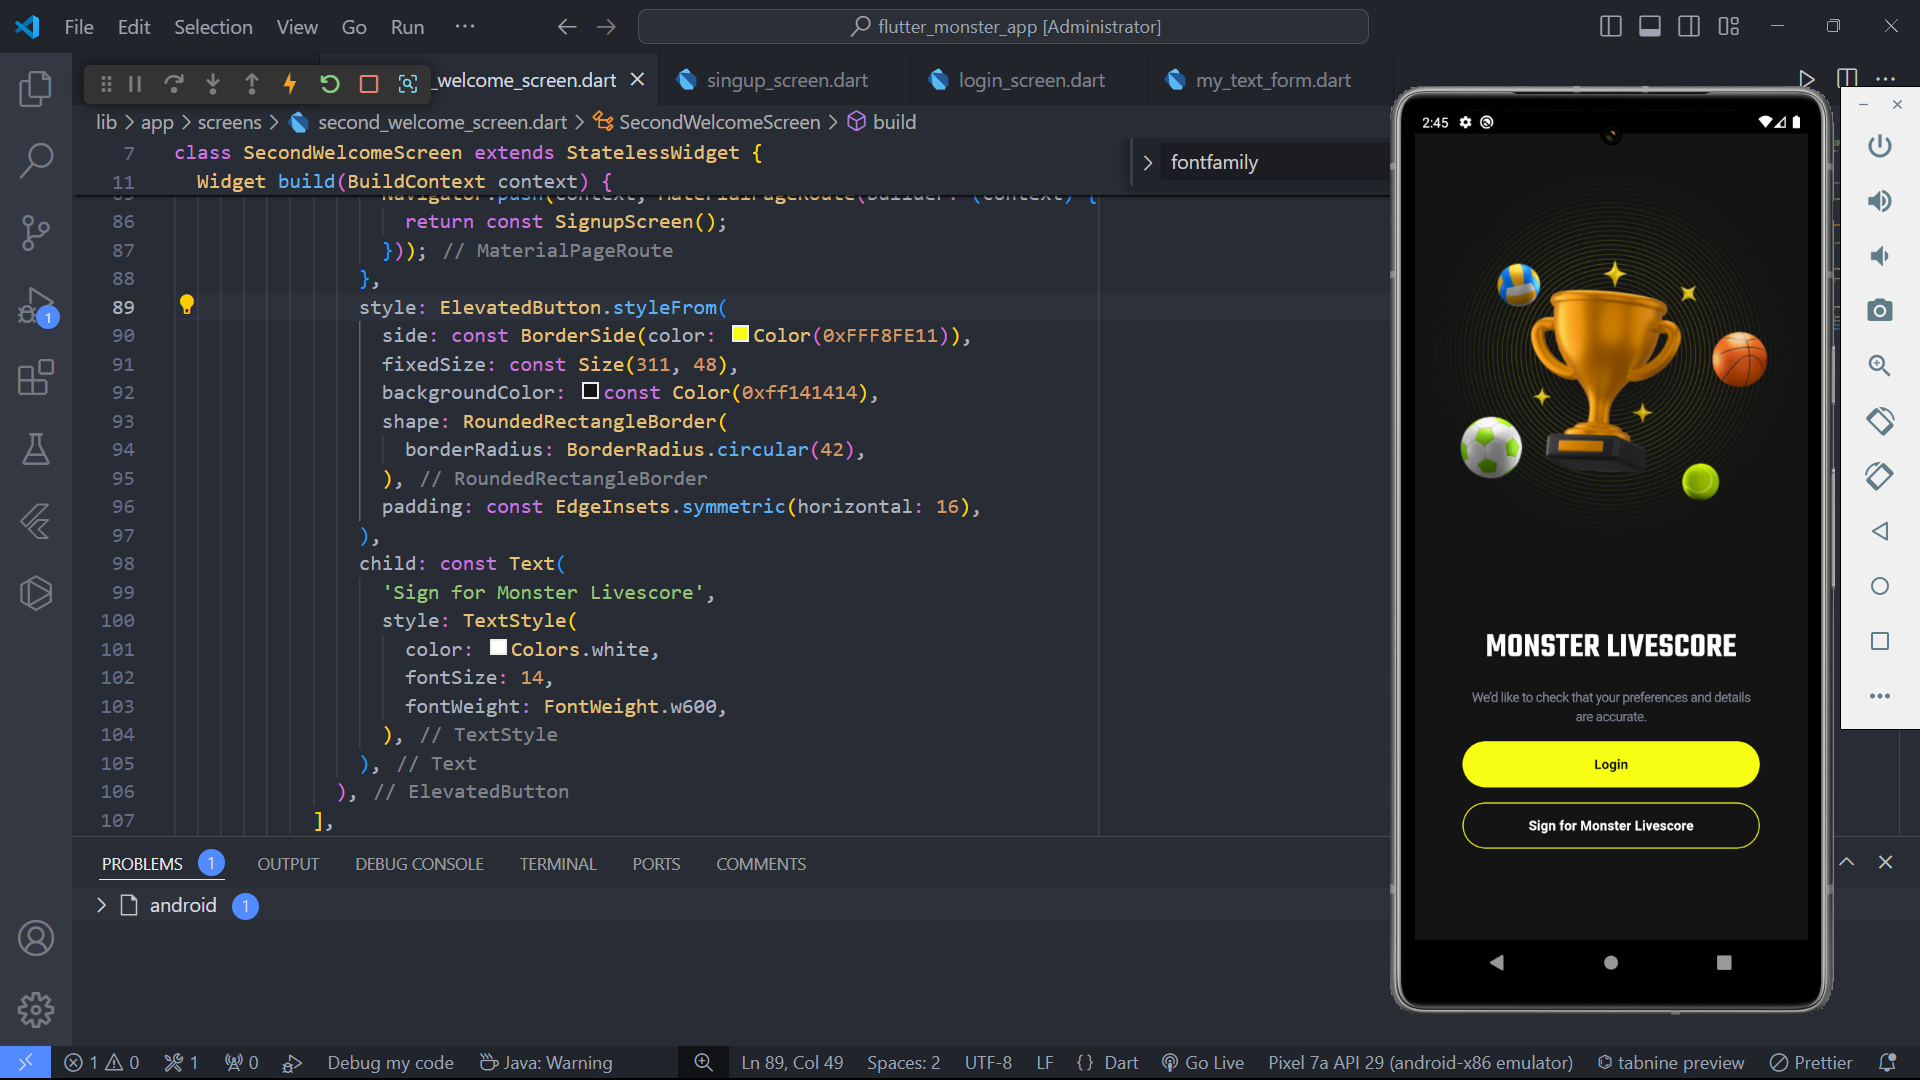 File Edit Selection View Go Run ···
flutter_monster_app [Administrator]
_welcome_screen.dart
singup_screen.dart
login_screen.dart
my_text_form.dart
lib > app > screens > second_welcome_screen.dart > SecondWelcomeScreen > build
fontfamily
7 class SecondWelcomeScreen extends StatelessWidget {
11 Widget build(BuildContext context) {
Navigator.push(context, MaterialPageRoute(builder: (context) {
86 return const SignupScreen();
87 })); // MaterialPageRoute
88 },
89 style: ElevatedButton.styleFrom(
90 side: const BorderSide(color: Color(0xFFF8FE11)),
91 fixedSize: const Size(311, 48),
92 backgroundColor: const Color(0xff141414),
93 shape: RoundedRectangleBorder(
94 borderRadius: BorderRadius.circular(42),
95 ), // RoundedRectangleBorder
96 padding: const EdgeInsets.symmetric(horizontal: 16),
97 ),
98 child: const Text(
99 'Sign for Monster Livescore',
100 style: TextStyle(
101 color: Colors.white,
102 fontSize: 14,
103 fontWeight: FontWeight.w600,
104 ), // TextStyle
105 ), // Text
106 ), // ElevatedButton
107 ],
2:45
MONSTER LIVESCORE
We'd like to check that your preferences and details
are accurate.
Login
Sign for Monster Livescore
1
PROBLEMS 1 OUTPUT DEBUG CONSOLE TERMINAL PORTS COMMENTS
android 1
1 0 1 0 Debug my code Java: Warning Ln 89, Col 49 Spaces: 2 UTF-8 LF {} Dart Go Live Pixel 7a API 29 (android-x86 emulator) tabnine preview Prettier